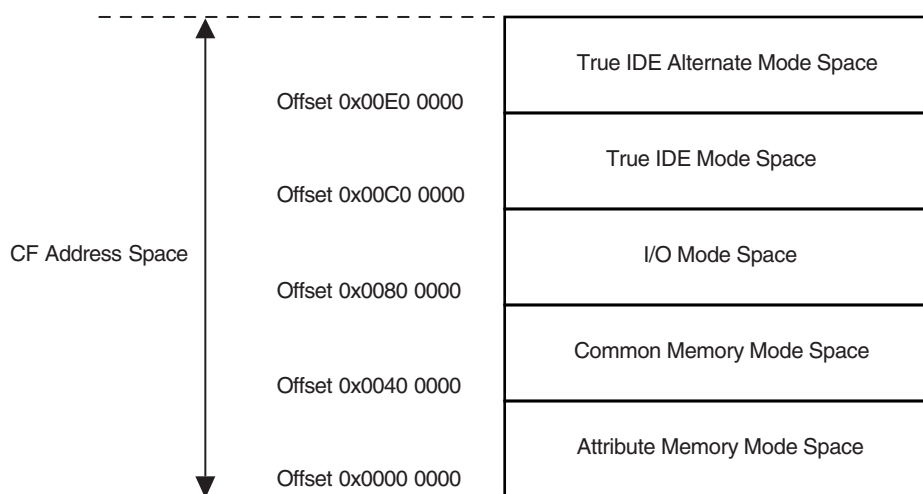 True IDE Alternate Mode Space
Offset 0x00E0 0000
True IDE Mode Space
Offset 0x00C0 0000
CF Address Space
I/O Mode Space
Offset 0x0080 0000
Common Memory Mode Space
Offset 0x0040 0000
Attribute Memory Mode Space
Offset 0x0000 0000